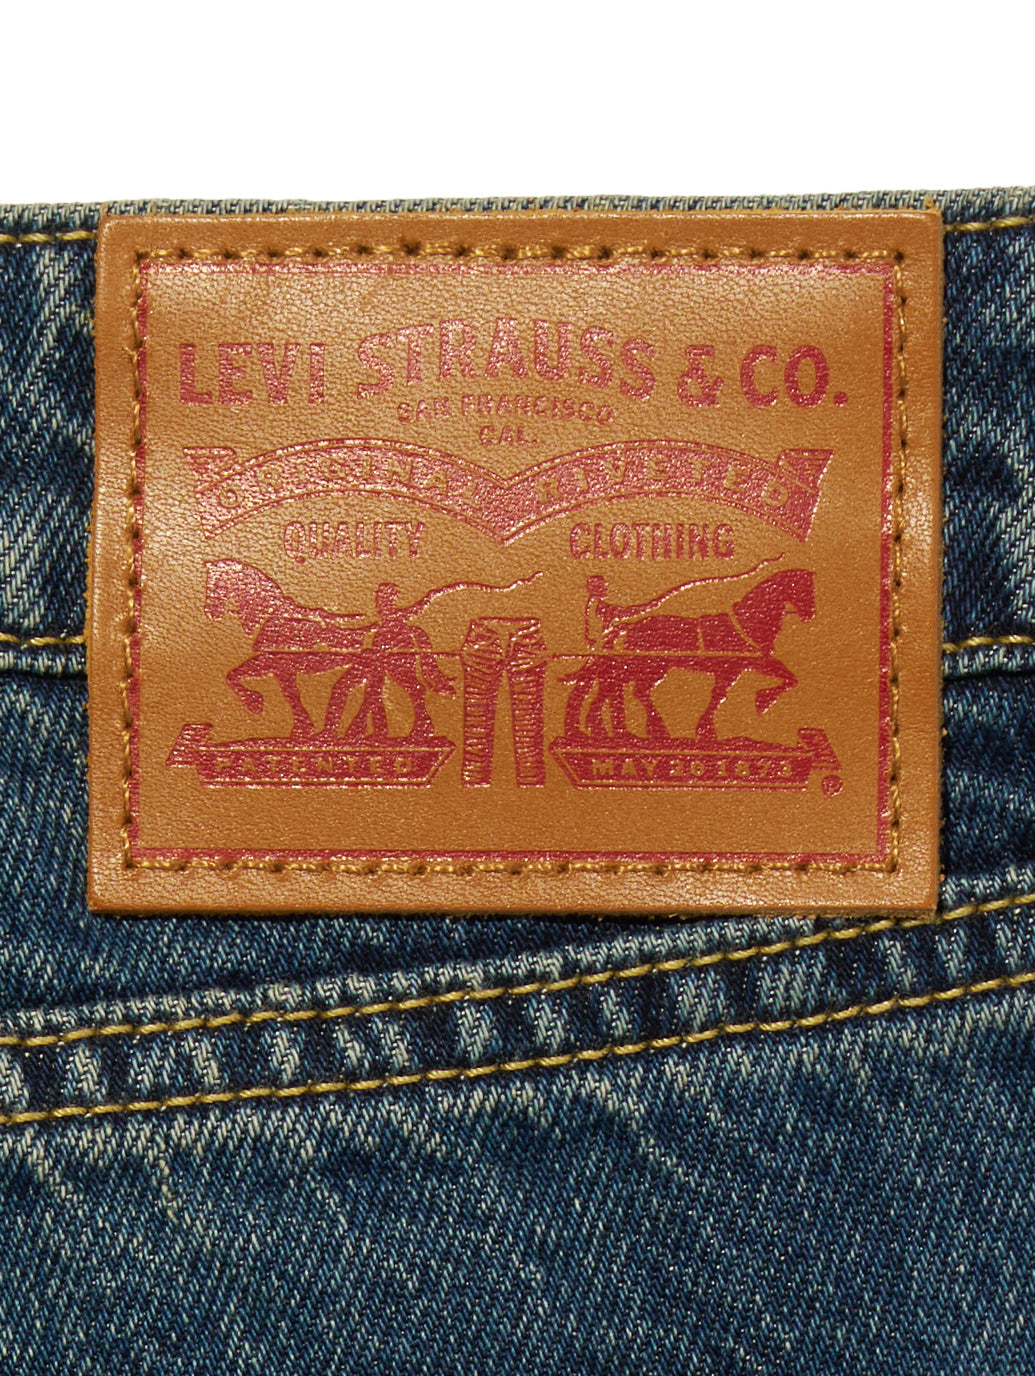 LEVI STRAUSS & CO.
SAN FRANCISCO
CAL.
ORIGINAL RIVETED
QUALITY CLOTHING
PATENTED MAY 20 1873 ®